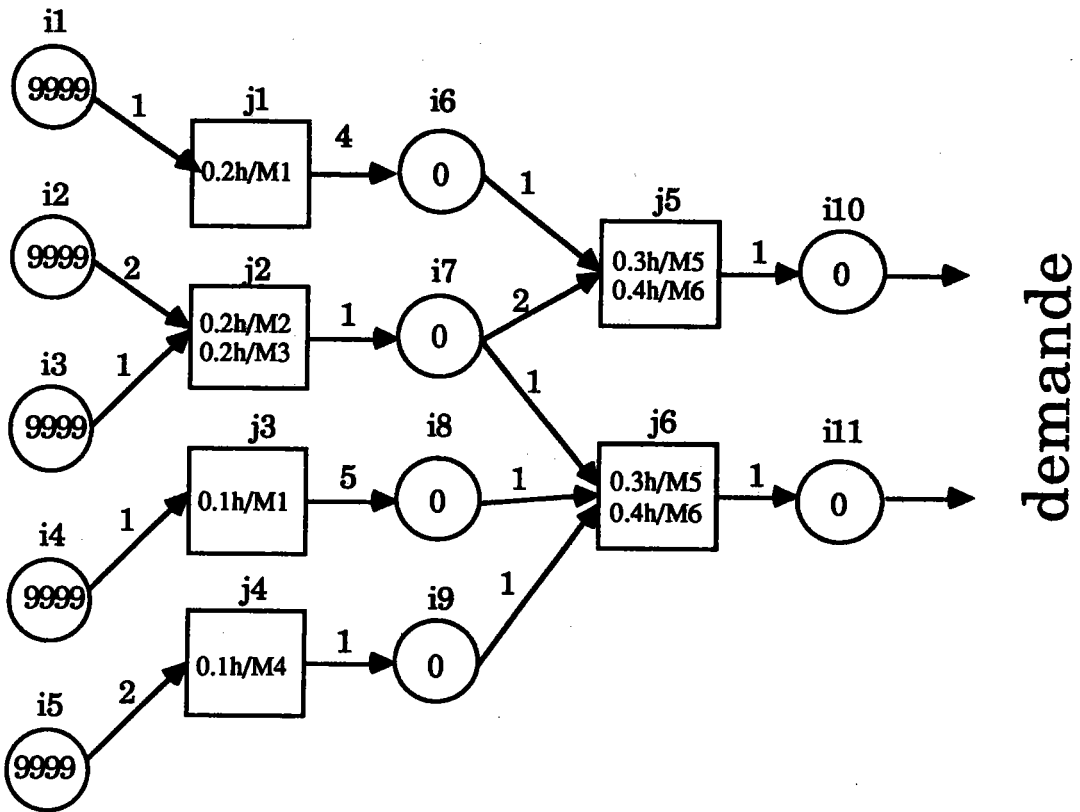 i1
9999
1
j1
0.2h/M1
4
i6
0
1
i2
9999
2
j2
0.2h/M2
0.2h/M3
1
i7
0
2
1
j5
0.3h/M5
0.4h/M6
1
i10
0
i3
9999
1
j3
0.1h/M1
5
i8
0
1
j6
0.3h/M5
0.4h/M6
1
i11
0
demande
i4
9999
1
j4
0.1h/M4
1
i9
0
1
i5
9999
2